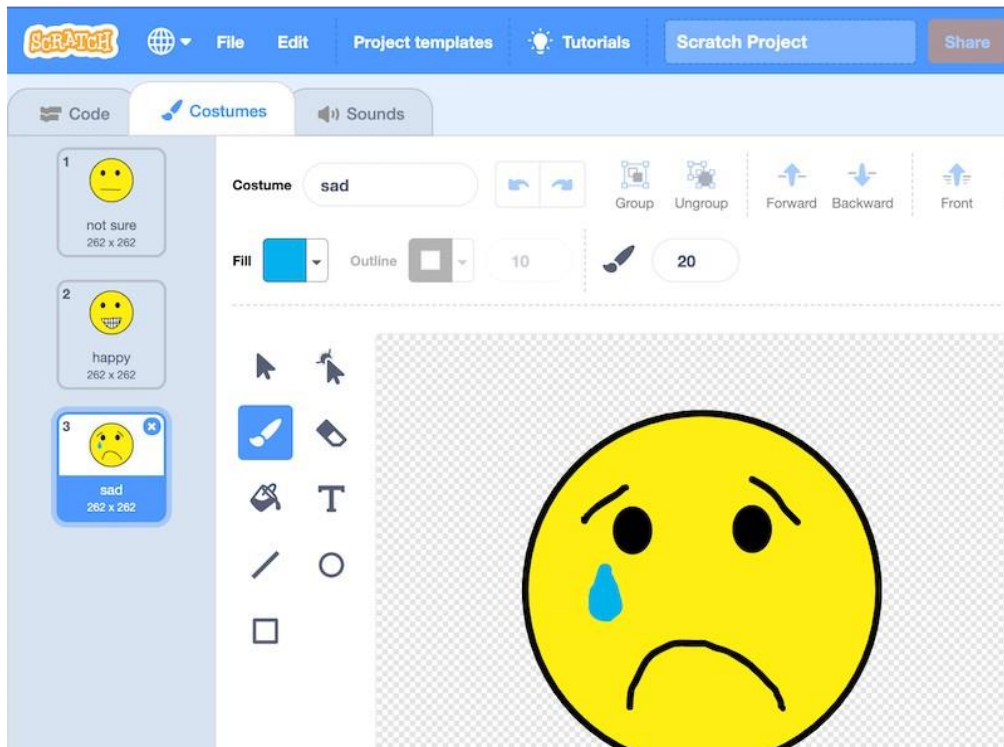 SCRATCH File Edit Project templates Tutorials Scratch Project Share
Code Costumes Sounds
1
not sure
262 x 262
2
happy
262 x 262
3
sad
262 x 262
Costume sad Group Ungroup Forward Backward Front
Fill Outline 10 20
T